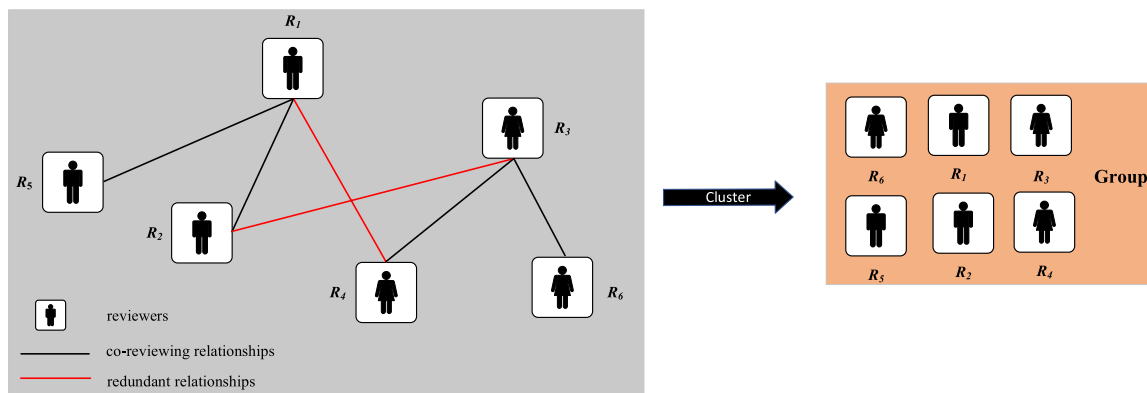 R1
R3
R5
R2
R4
R6
reviewers
co-reviewing relationships
redundant relationships
Cluster
R6
R1
R3
Group
R5
R2
R4